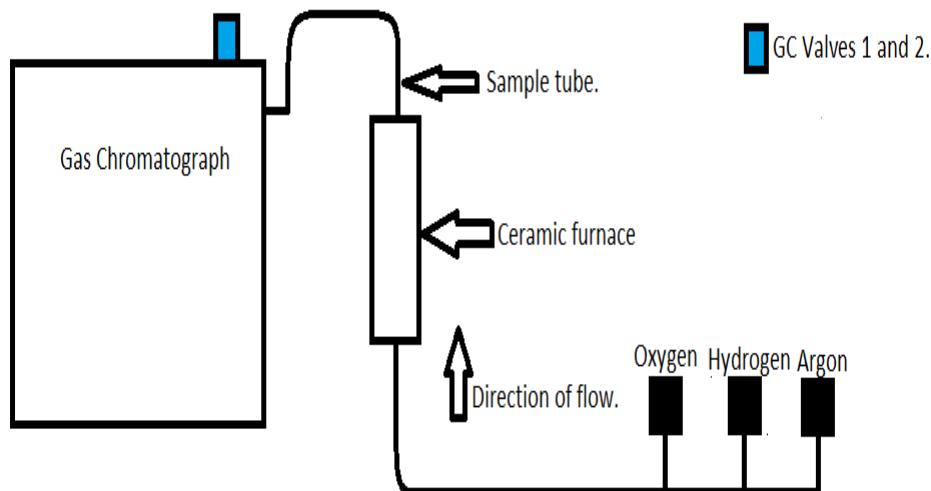 GC Valves 1 and 2.
Sample tube.
Gas Chromatograph
Ceramic furnace
Oxygen Hydrogen Argon
Direction of flow.